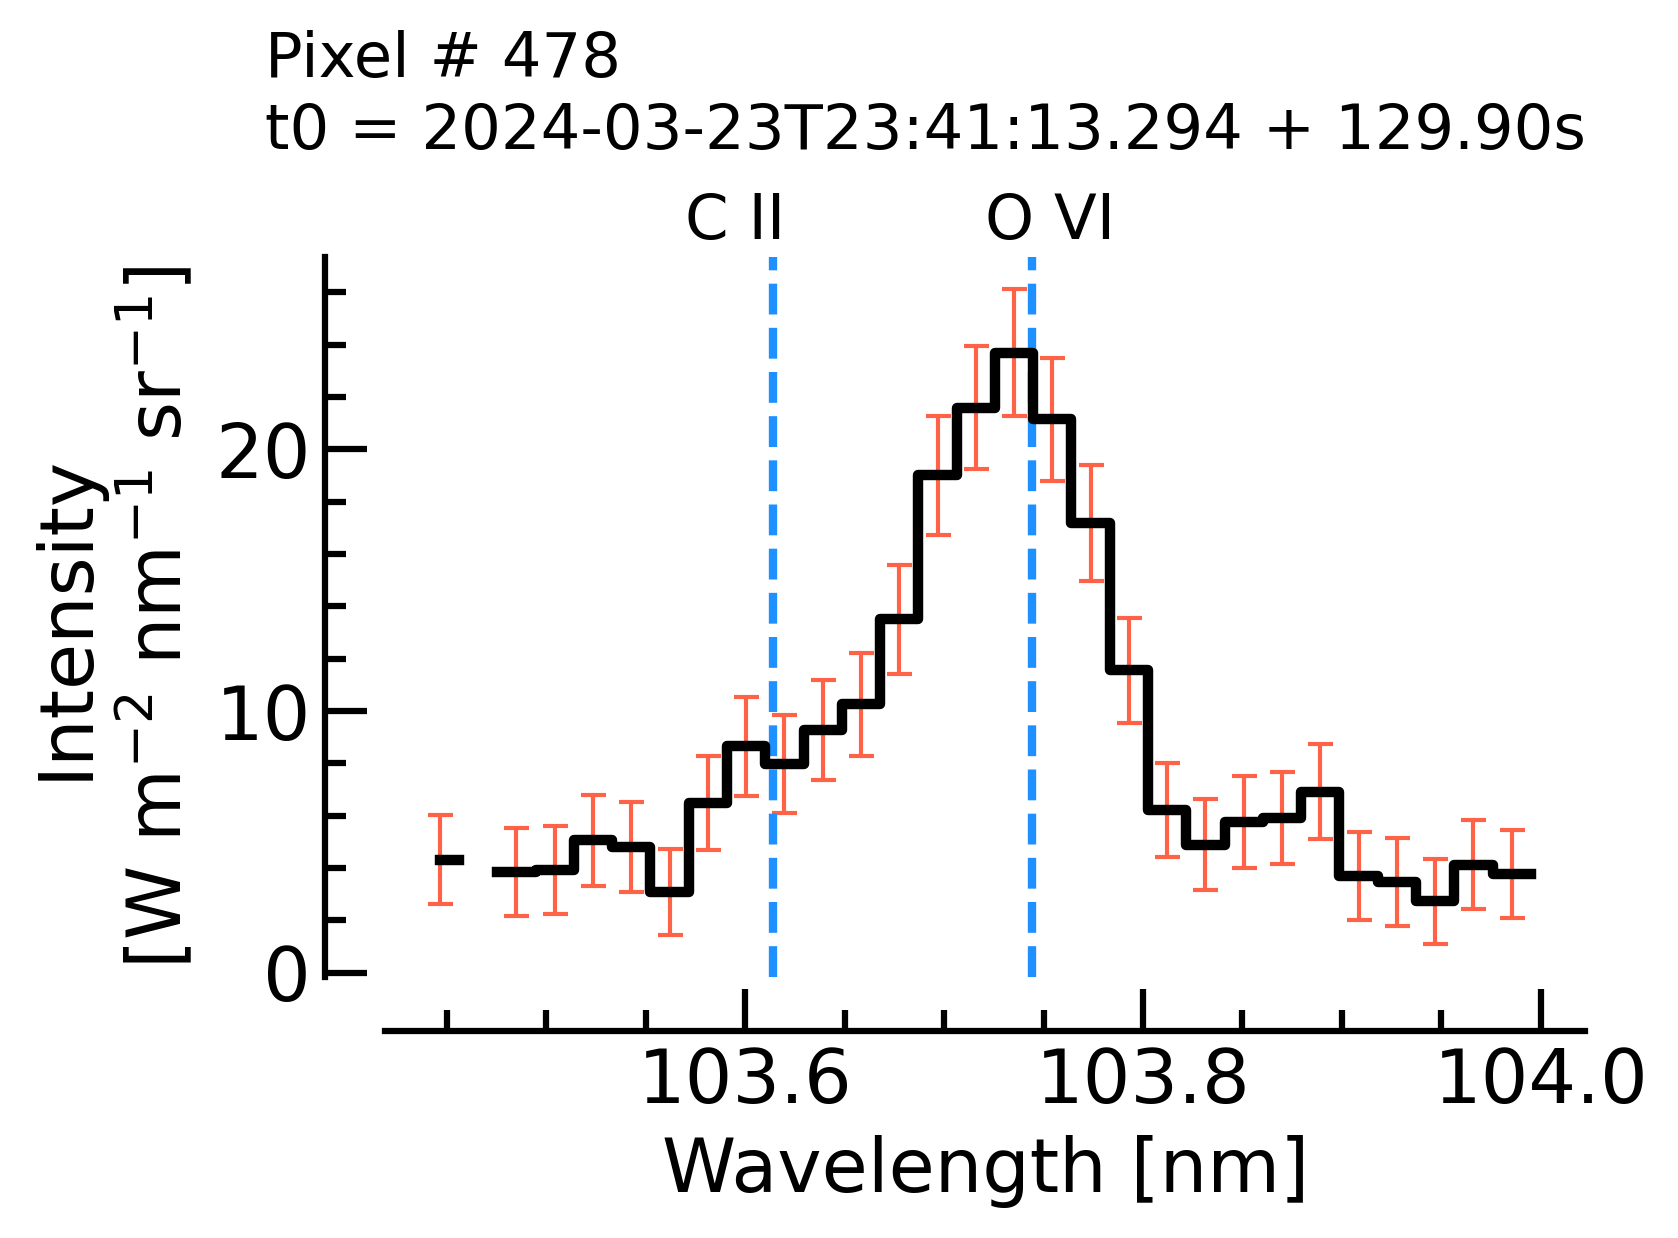 Pixel # 478
t0 = 2024-03-23T23:41:13.294 + 129.90s
C II
O VI
Intensity
[W m⁻² nm⁻¹ sr⁻¹]
20
10
0
103.6
103.8
104.0
Wavelength [nm]